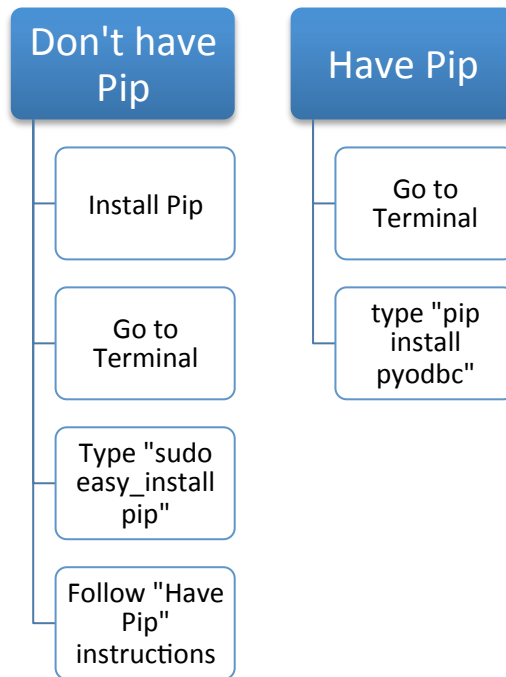 Don't have
Pip
Install Pip
Go to
Terminal
Type "sudo
easy_install
pip"
Follow "Have
Pip"
instructions
Have Pip
Go to
Terminal
type "pip
install
pyodbc"